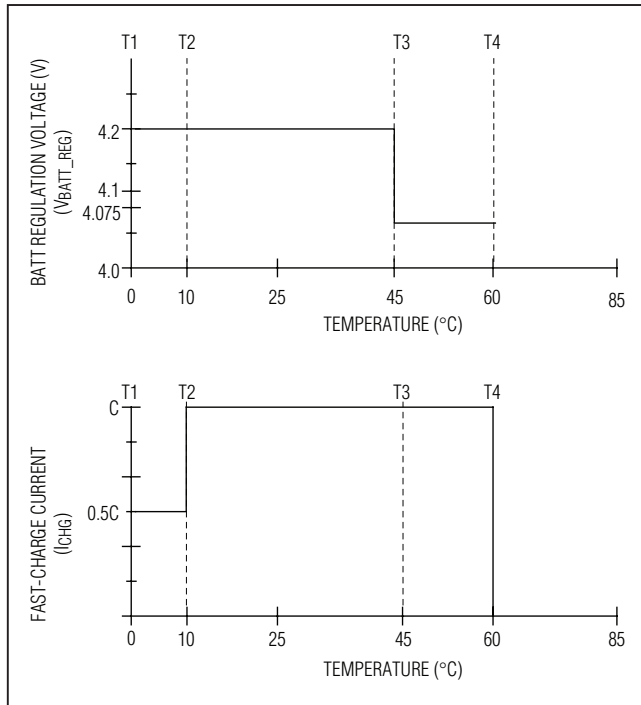 T1 T2 T3 T4
BATT REGULATION VOLTAGE (V)
(VBATT_REG)
4.2
4.1
4.075
4.0
0 10 25 45 60 85
TEMPERATURE (°C)
T1 T2 T3 T4
FAST-CHARGE CURRENT
(ICHG)
C
0.5C
0 10 25 45 60 85
TEMPERATURE (°C)